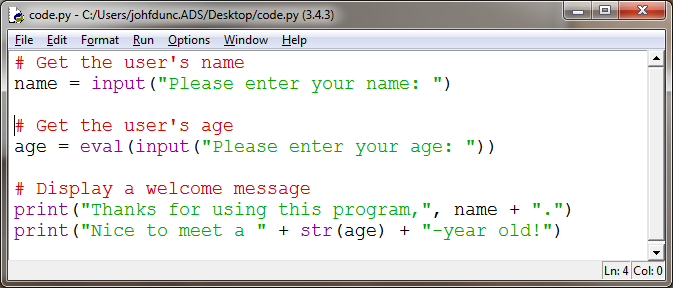 code.py - C:/Users/johfdunc.ADS/Desktop/code.py (3.4.3)
File Edit Format Run Options Window Help
# Get the user's name
name = input("Please enter your name: ")
# Get the user's age
age = eval(input("Please enter your age: "))
# Display a welcome message
print("Thanks for using this program,", name + ".")
print("Nice to meet a " + str(age) + "-year old!")
Ln: 4 Col: 0